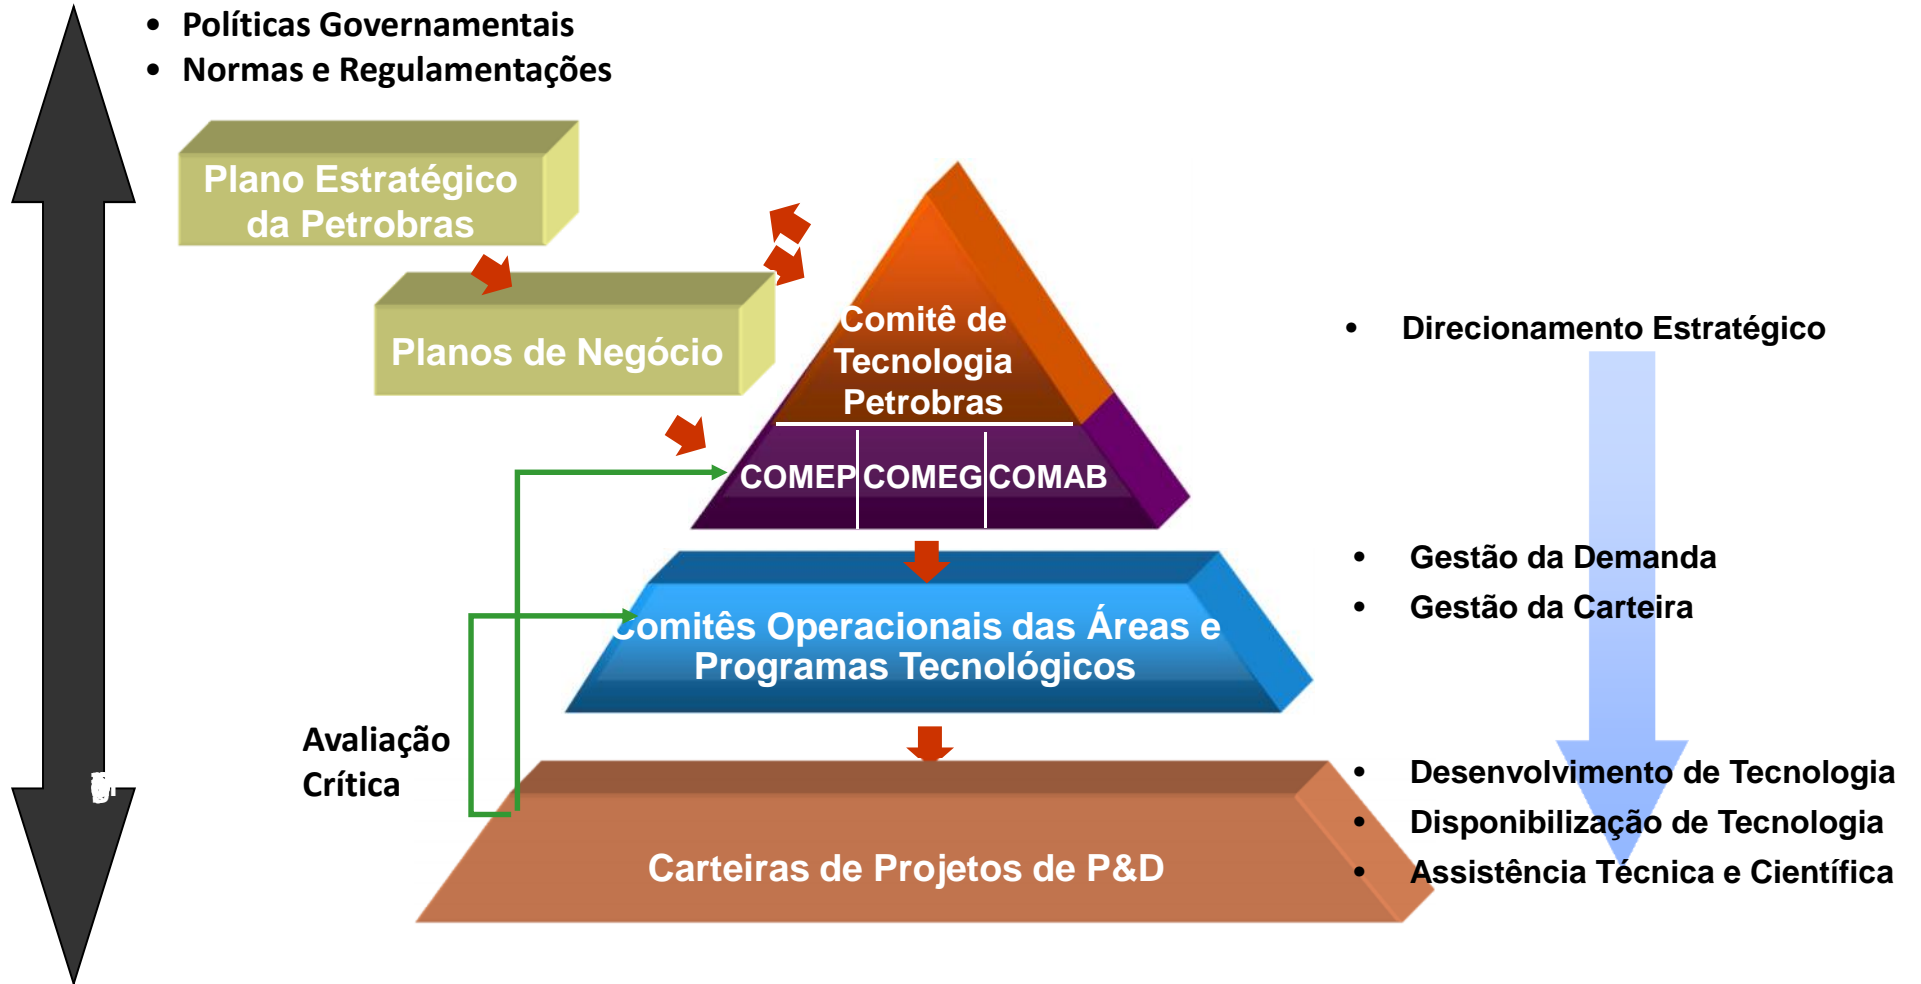 • Políticas Governamentais
• Normas e Regulamentações
Plano Estratégico
da Petrobras
Planos de Negócio
Comitê de
Tecnologia
Petrobras
COMEP COMEG COMAB
Comitês Operacionais das Áreas e
Programas Tecnológicos
Avaliação
Crítica
Carteiras de Projetos de P&D
• Direcionamento Estratégico
• Gestão da Demanda
• Gestão da Carteira
• Desenvolvimento de Tecnologia
• Disponibilização de Tecnologia
• Assistência Técnica e Científica